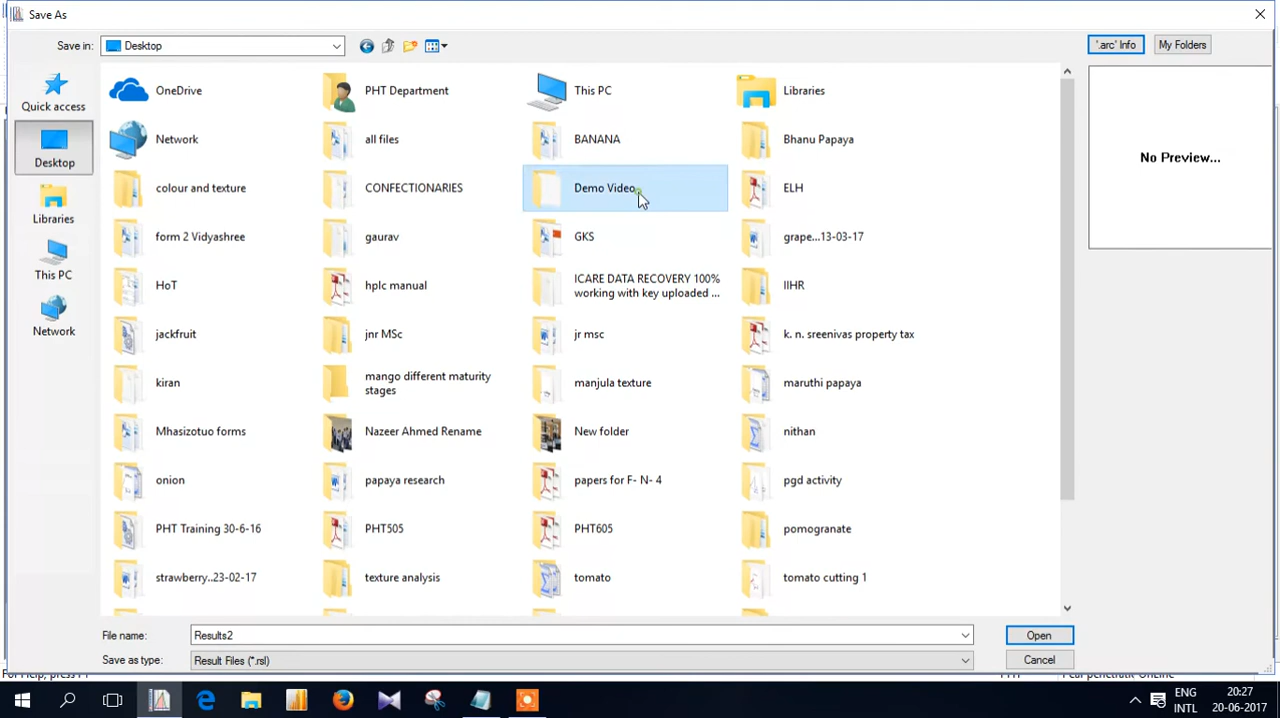 Save As
Save in:
Desktop
'.arc' Info
My Folders
Quick access
Desktop
Libraries
This PC
Network
OneDrive
PHT Department
This PC
Libraries
Network
all files
BANANA
Bhanu Papaya
colour and texture
CONFECTIONARIES
Demo Video
ELH
form 2 Vidyashree
gaurav
GKS
grape...13-03-17
HoT
hplc manual
ICARE DATA RECOVERY 100%
working with key uploaded ...
IIHR
jackfruit
jnr MSc
jr msc
k. n. sreenivas property tax
kiran
mango different maturity
stages
manjula texture
maruthi papaya
Mhasizotuo forms
Nazeer Ahmed Rename
New folder
nithan
onion
papaya research
papers for F- N- 4
pgd activity
PHT Training 30-6-16
PHT505
PHT605
pomogranate
strawberry..23-02-17
texture analysis
tomato
tomato cutting 1
No Preview...
File name:
Results2
Open
Save as type:
Result Files (*.rsl)
Cancel
ENG
INTL
20:27
20-06-2017